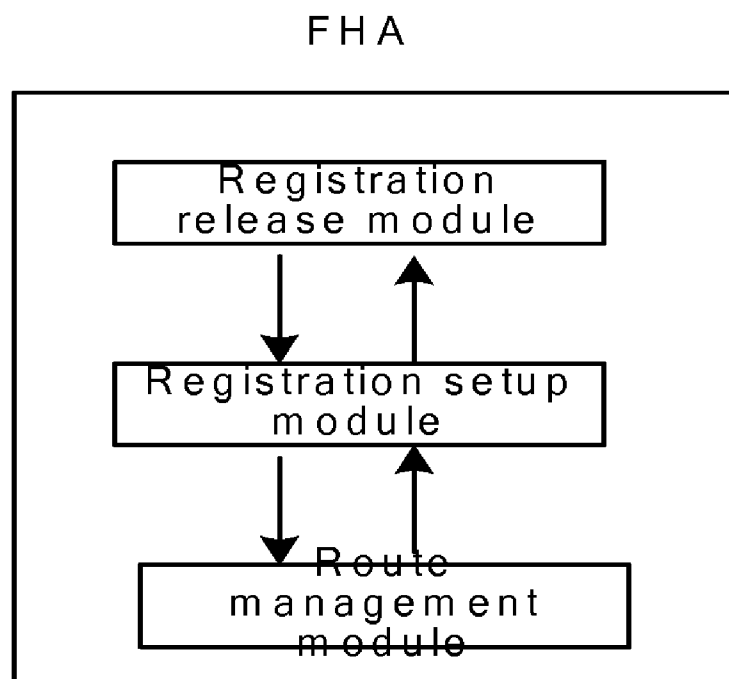 FHA
Registration
release module
Registration setup
module
Route
management
module